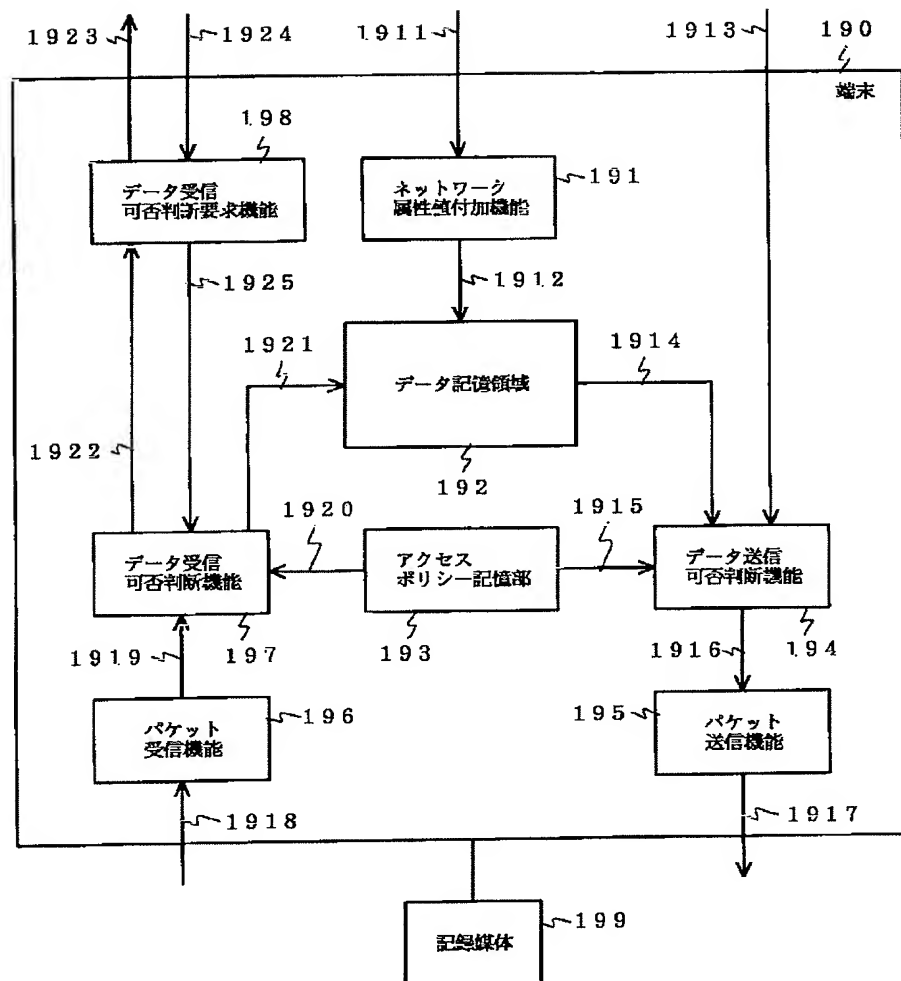 1923
1924
1911
1913
190
端末
198
データ受信
可否判断要求機能
ネットワーク
属性値付加機能
191
1925
1912
1921
1914
データ記憶領域
1922
192
1920
1915
データ受信
可否判断機能
アクセス
ポリシー記憶部
データ送信
可否判断機能
1919
197
193
1916
194
パケット
受信機能
196
195
パケット
送信機能
1918
1917
記録媒体
199